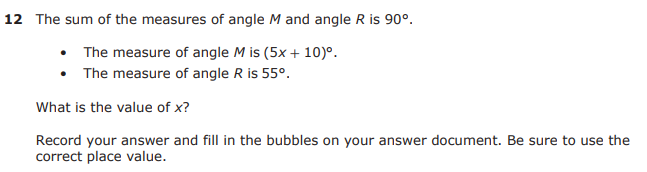 12 The sum of the measures of angle M and angle R is 90°.
• The measure of angle M is (5x + 10)°.
• The measure of angle R is 55°.
What is the value of x?
Record your answer and fill in the bubbles on your answer document. Be sure to use the
correct place value.